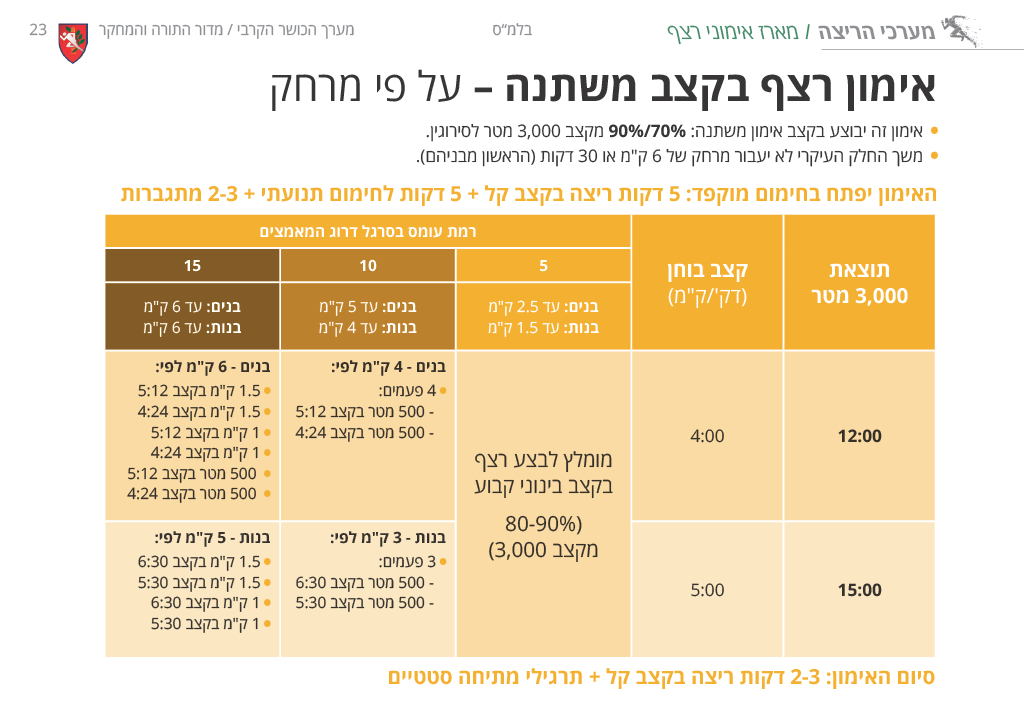 מערכי הריצה / מארז אימוני רצף
בלמ"ס
מערך הכושר הקרבי / מדור התורה והמחקר
23
אימון רצף בקצב משתנה – על פי מרחק
• אימון זה יבוצע בקצב אימון משתנה: 90%/70% מקצב 3,000 מטר לסירוגין.
• משך החלק העיקרי לא יעבור מרחק של 6 ק"מ או 30 דקות (הראשון מבניהם).
האימון יפתח בחימום מוקפד: 5 דקות ריצה בקצב קל + 5 דקות לחימום תנועתי + 2-3 מתגברות
תוצאת
3,000 מטר
קצב בוחן
(דק'/ק"מ)
רמת עומס בסרגל דרוג המאמצים
5
10
15
בנים: עד 2.5 ק"מ
בנות: עד 1.5 ק"מ
בנים: עד 5 ק"מ
בנות: עד 4 ק"מ
בנים: עד 6 ק"מ
בנות: עד 6 ק"מ
12:00
4:00
מומלץ לבצע רצף
בקצב בינוני קבוע
(80-90%
מקצב 3,000)
בנים - 4 ק"מ לפי:
• 4 פעמים:
- 500 מטר בקצב 5:12
- 500 מטר בקצב 4:24
בנים - 6 ק"מ לפי:
• 1.5 ק"מ בקצב 5:12
• 1.5 ק"מ בקצב 4:24
• 1 ק"מ בקצב 5:12
• 1 ק"מ בקצב 4:24
• 500 מטר בקצב 5:12
• 500 מטר בקצב 4:24
15:00
5:00
בנות - 3 ק"מ לפי:
• 3 פעמים:
- 500 מטר בקצב 6:30
- 500 מטר בקצב 5:30
בנות - 5 ק"מ לפי:
• 1.5 ק"מ בקצב 6:30
• 1.5 ק"מ בקצב 5:30
• 1 ק"מ בקצב 6:30
• 1 ק"מ בקצב 5:30
סיום האימון: 2-3 דקות ריצה בקצב קל + תרגילי מתיחה סטטיים